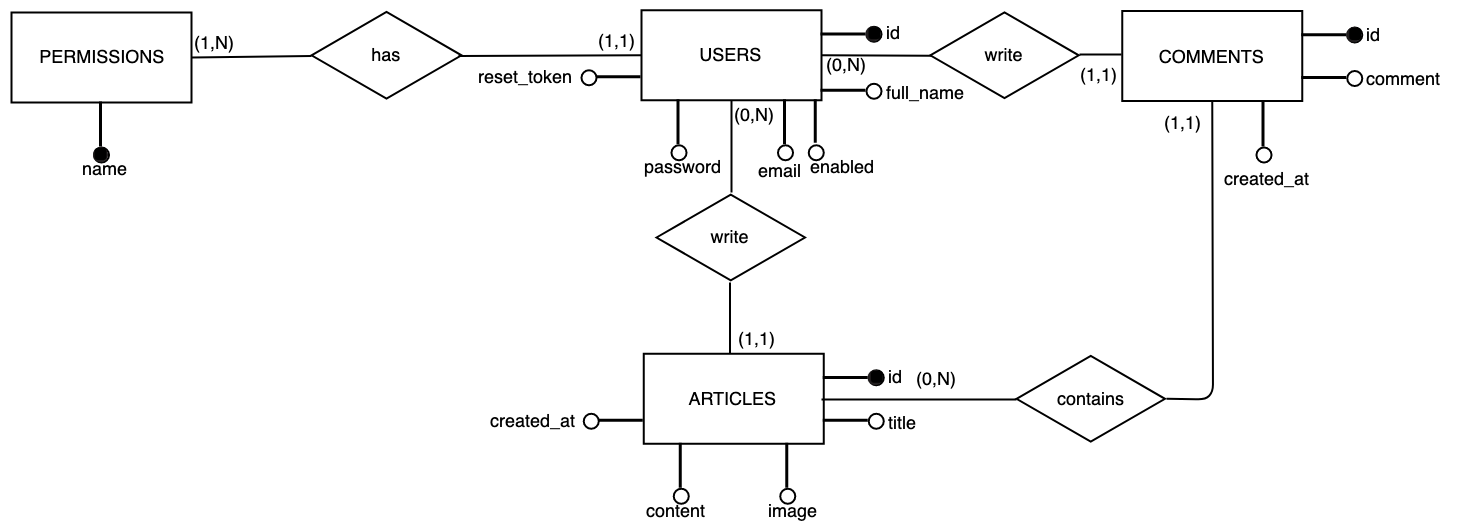 PERMISSIONS
(1,N)
has
(1,1)
USERS
id
(0,N)
write
(1,1)
COMMENTS
id
comment
reset_token
full_name
(0,N)
(1,1)
password
email
enabled
name
created_at
write
(1,1)
ARTICLES
id
(0,N)
contains
created_at
title
content
image